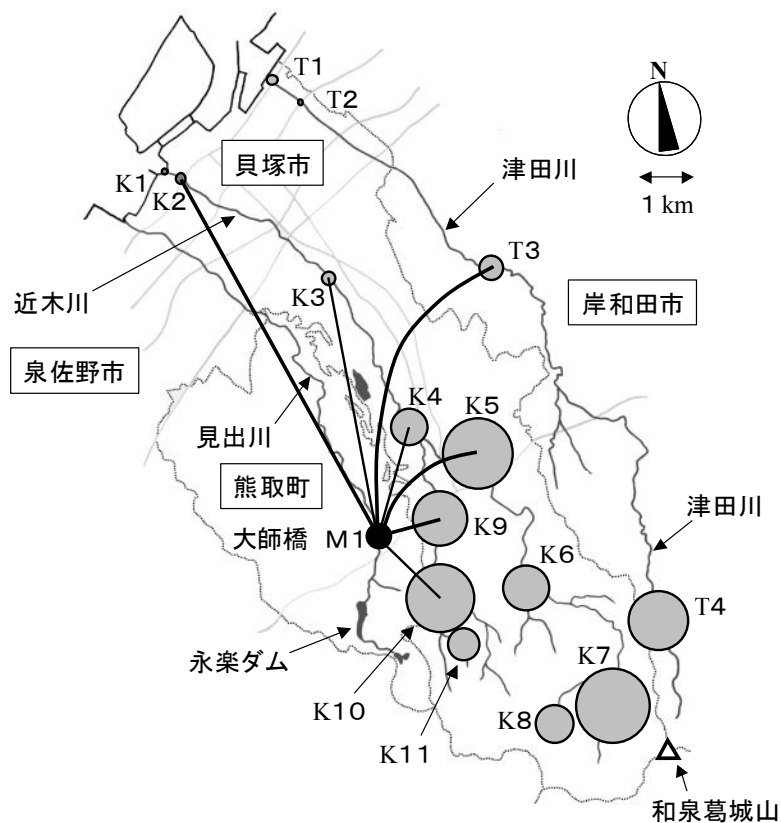 T1
T2
N
1 km
貝塚市
K1
K2
津田川
T3
近木川
K3
岸和田市
泉佐野市
K4
K5
見出川
熊取町
津田川
大師橋 M1
K9
K6
T4
永楽ダム
K7
K10
K8
K11
和泉葛城山